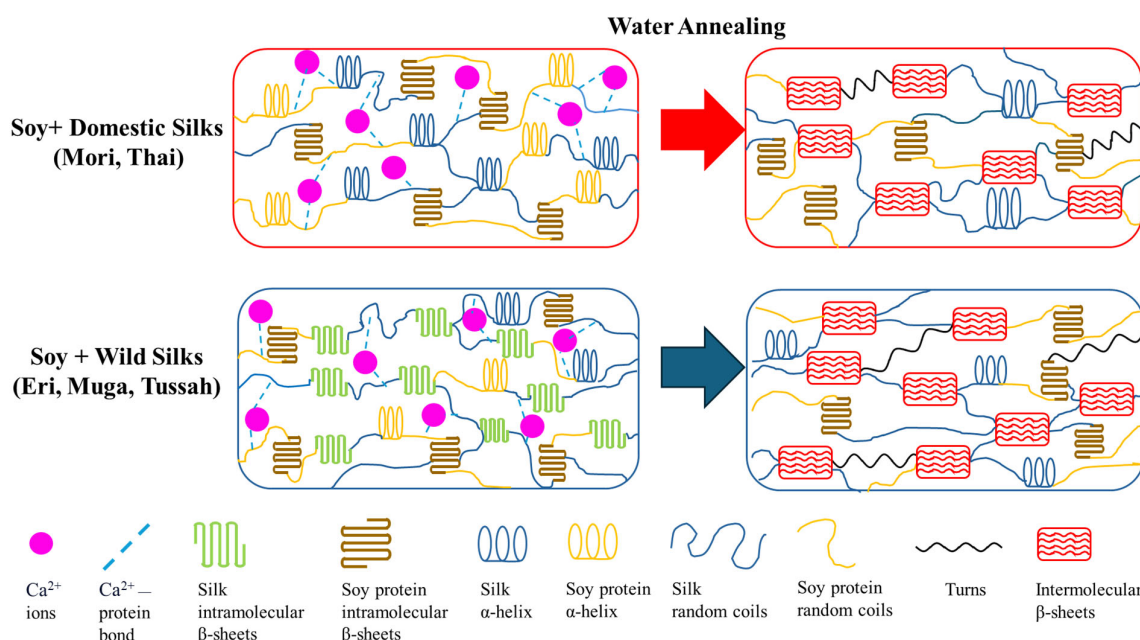 Water Annealing
Soy+ Domestic Silks
(Mori, Thai)
Soy + Wild Silks
(Eri, Muga, Tussah)
Ca²⁺
ions
Ca²⁺—
protein
bond
Silk
intramolecular
β-sheets
Soy protein
intramolecular
β-sheets
Silk
α-helix
Soy protein
α-helix
Silk
random coils
Soy protein
random coils
Turns
Intermolecular
β-sheets